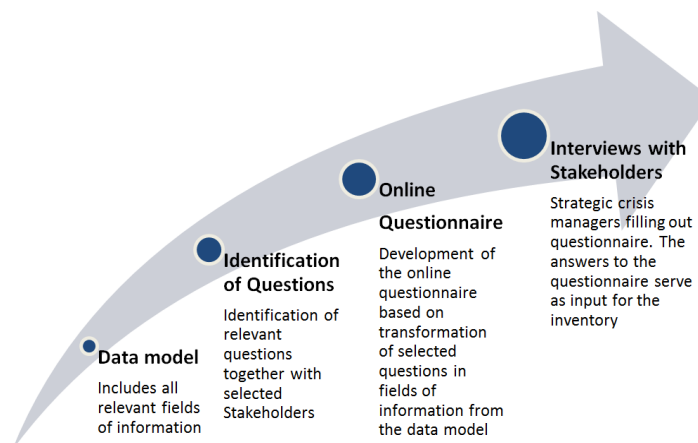 Data model
Includes all
relevant fields
of information
Identification
of Questions
Identification of
relevant
questions
together with
selected
Stakeholders
Online
Questionnaire
Development of
the online
questionnaire
based on
transformation
of selected
questions in
fields of
information from
the data model
Interviews with
Stakeholders
Strategic crisis
managers filling out
questionnaire. The
answers to the
questionnaire serve
as input for the
inventory